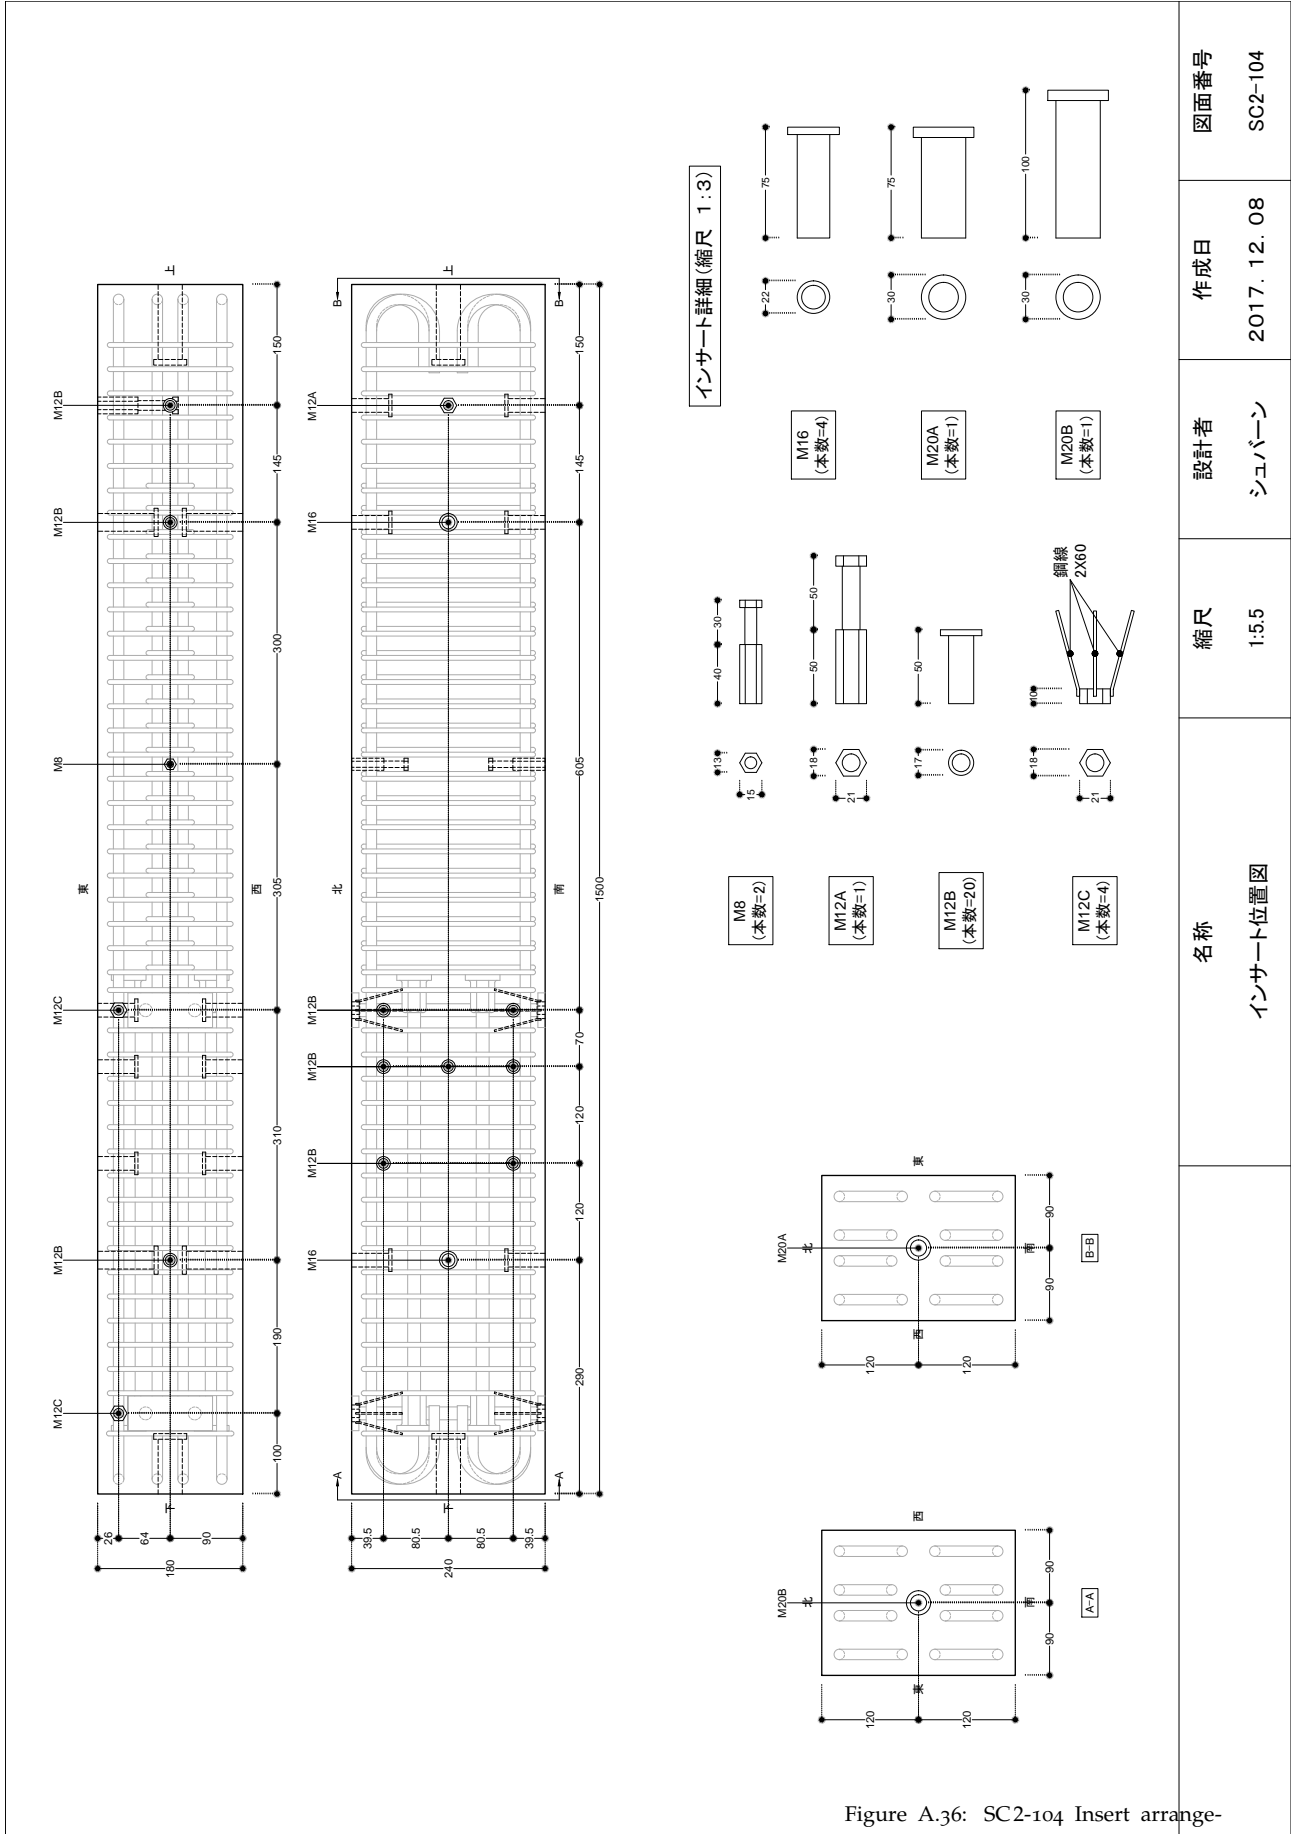 東
西
上
下
M12B
M12B
M8
M12C
M12B
M12C
150
145
300
305
310
190
100
26
64
90
180
北
南
上
下
B
B
A
A
M12A
M16
M12B
M12B
M12B
M16
150
145
605
70
120
120
290
1500
39.5
80.5
80.5
39.5
240
インサート詳細(縮尺 1:3)
M16
(本数=4)
22
75
M20A
(本数=1)
30
75
M20B
(本数=1)
30
100
M8
(本数=2)
13
15
40
30
M12A
(本数=1)
18
21
50
50
M12B
(本数=20)
17
50
M12C
(本数=4)
18
21
10
鋼線
2X60
M20B
北
南
西
東
120
120
90
90
A-A
M20A
北
南
東
西
120
120
90
90
B-B
名称
インサート位置図
縮尺
1:5.5
設計者
シュバーン
作成日
2017. 12. 08
図面番号
SC2-104
Figure A.36: SC2-104 Insert arrange-